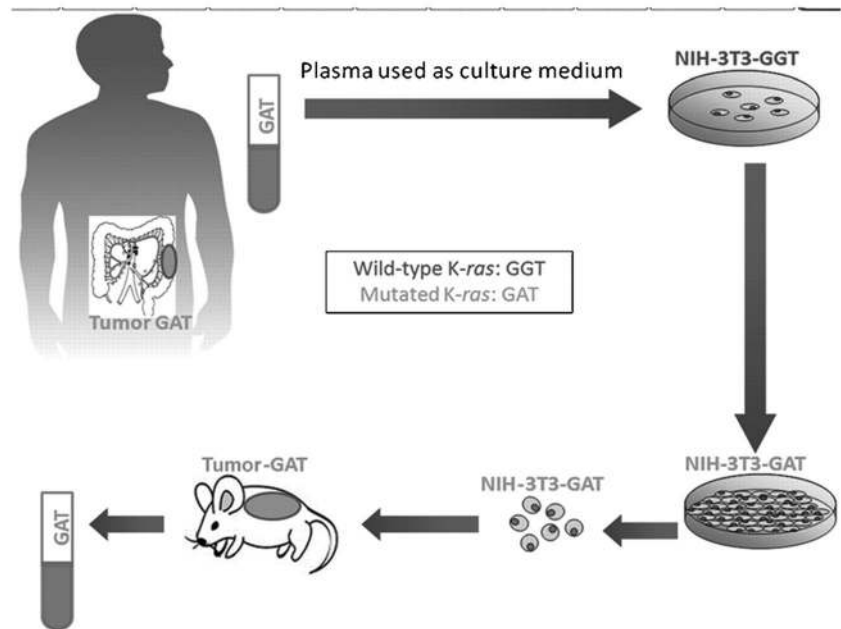 Plasma used as culture medium
NIH-3T3-GGT
GAT
Wild-type K-ras: GGT
Mutated K-ras: GAT
Tumor GAT
Tumor-GAT
NIH-3T3-GAT
NIH-3T3-GAT
GAT